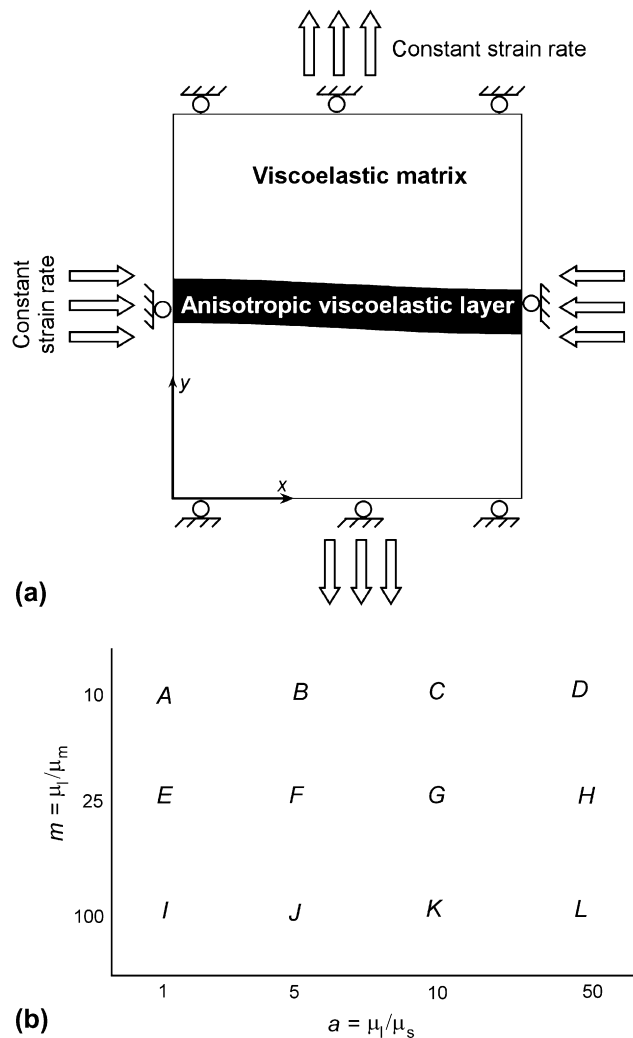 Constant strain rate
Viscoelastic matrix
Constant
strain rate
Anisotropic viscoelastic layer
y
x
(a)
10 A B C D
m = μl/μm
25 E F G H
100 I J K L
1 5 10 50
(b)
a = μl/μs